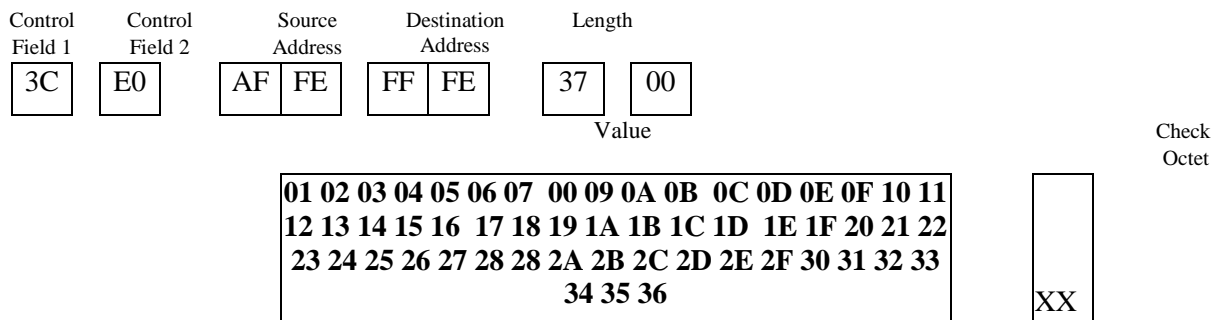 Control Control Source Destination Length
Field 1 Field 2 Address Address
3C E0 AF FE FF FE 37 00
Value Check
Octet
01 02 03 04 05 06 07 00 09 0A 0B 0C 0D 0E 0F 10 11
12 13 14 15 16 17 18 19 1A 1B 1C 1D 1E 1F 20 21 22
23 24 25 26 27 28 28 2A 2B 2C 2D 2E 2F 30 31 32 33
34 35 36
XX